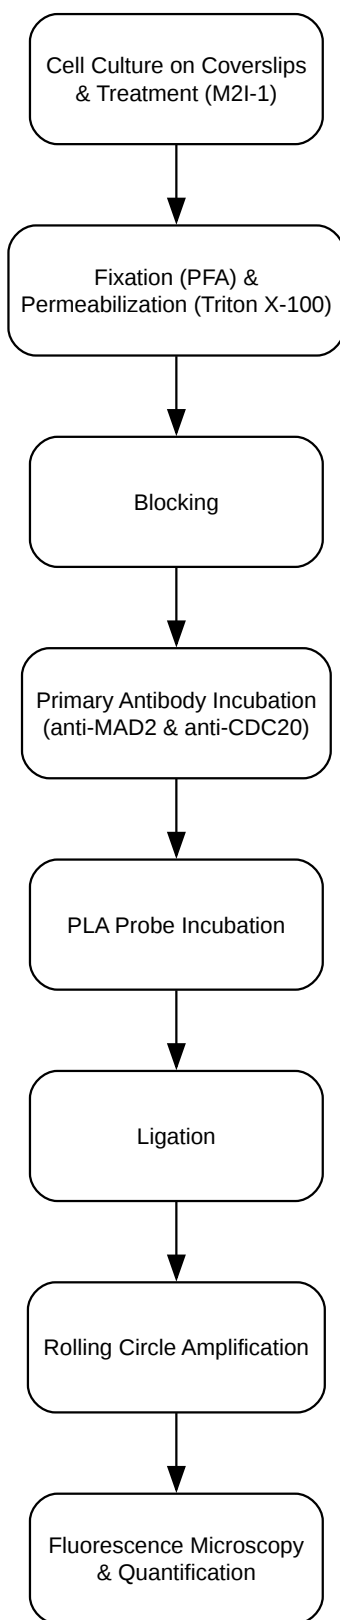 Cell Culture on Coverslips
& Treatment (M2I-1)
Fixation (PFA) &
Permeabilization (Triton X-100)
Blocking
Primary Antibody Incubation
(anti-MAD2 & anti-CDC20)
PLA Probe Incubation
Ligation
Rolling Circle Amplification
Fluorescence Microscopy
& Quantification